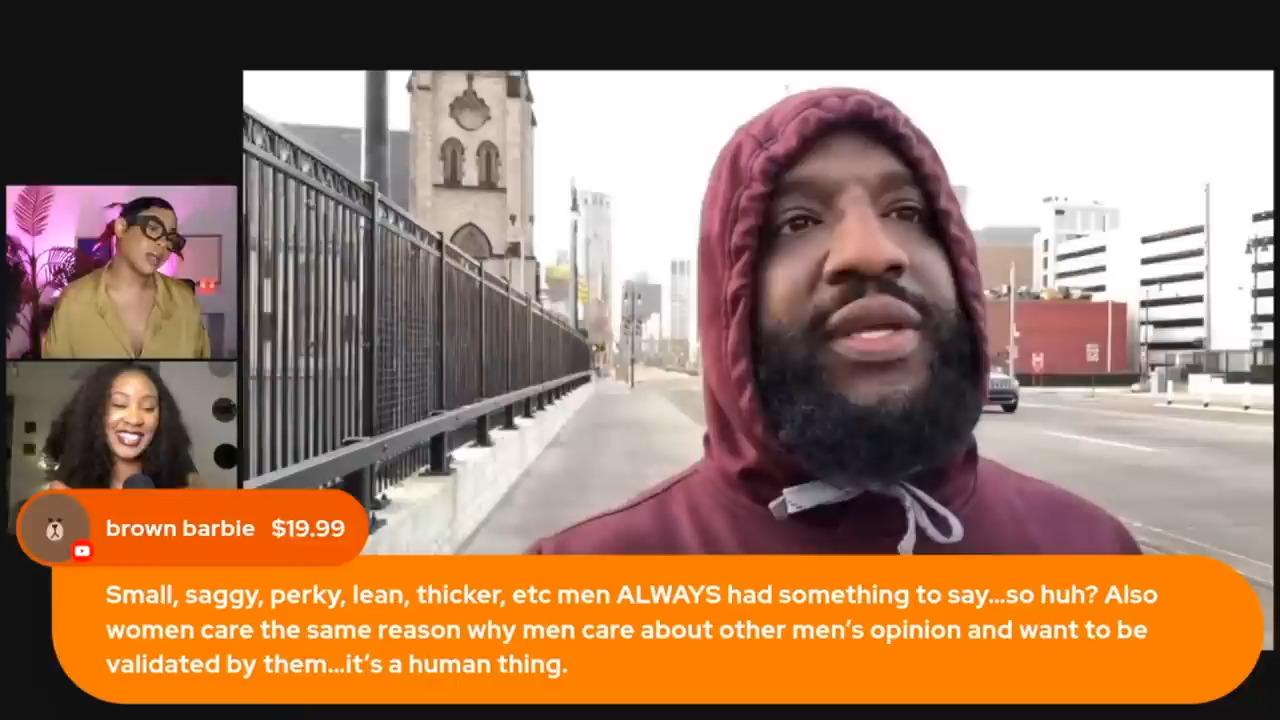 brown barbie $19.99
Small, saggy, perky, lean, thicker, etc men ALWAYS had something to say...so huh? Also
women care the same reason why men care about other men's opinion and want to be
validated by them...it's a human thing.